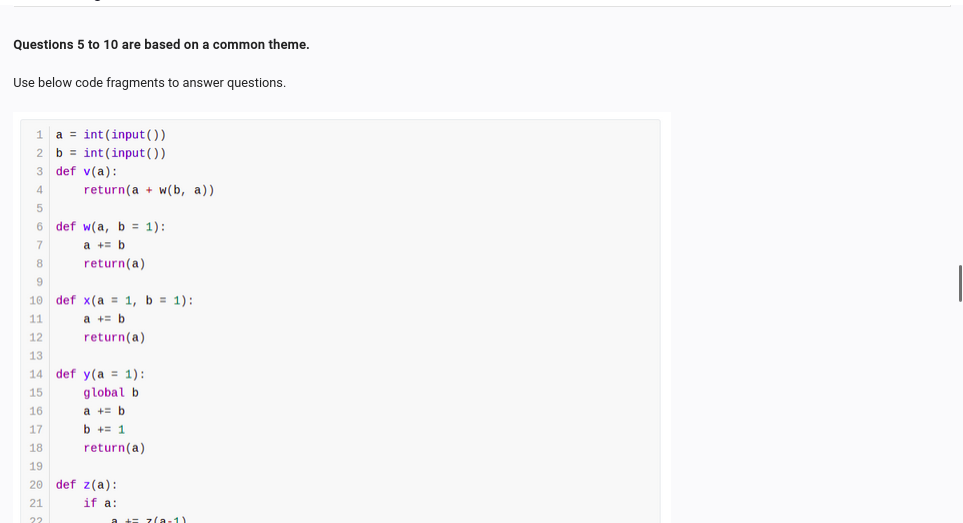 Questions 5 to 10 are based on a common theme.
Use below code fragments to answer questions.
1 a = int(input())
2 b = int(input())
3 def v(a):
4     return(a + w(b, a))
5
6 def w(a, b = 1):
7     a += b
8     return(a)
9
10 def x(a = 1, b = 1):
11     a += b
12     return(a)
13
14 def y(a = 1):
15     global b
16     a += b
17     b += 1
18     return(a)
19
20 def z(a):
21     if a:
22         a += z(a-1)